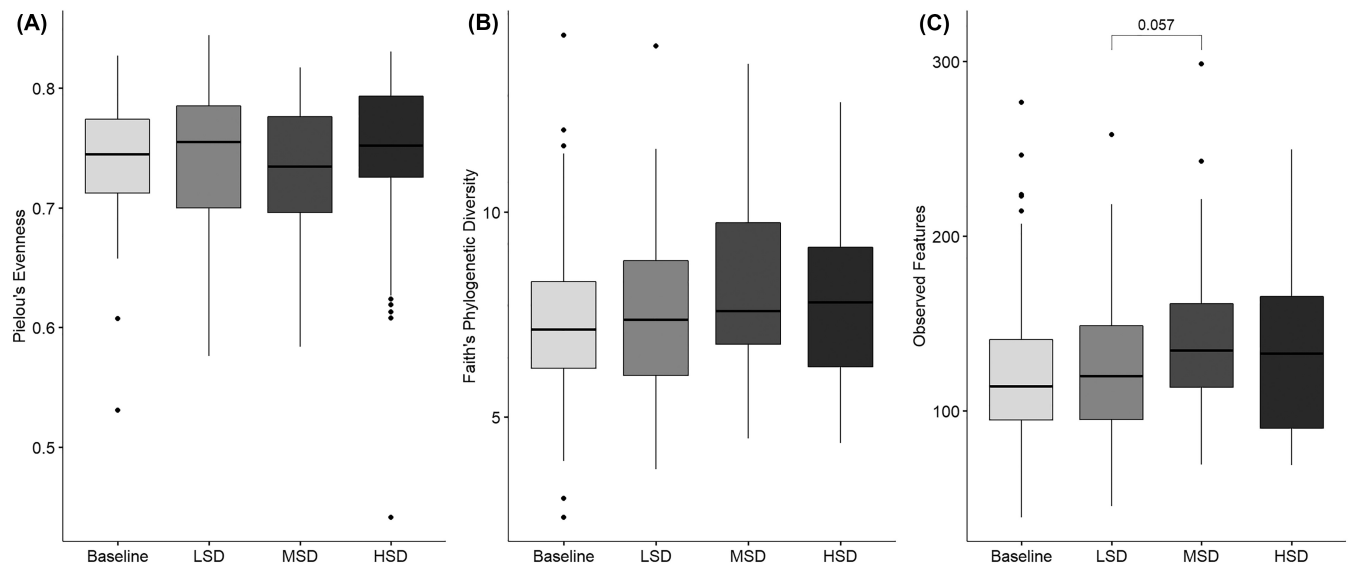 (A)
Pielou's Evenness
0.8
0.7
0.6
0.5
Baseline LSD MSD HSD
(B)
Faith's Phylogenetic Diversity
10
5
Baseline LSD MSD HSD
(C)
0.057
Observed Features
300
200
100
Baseline LSD MSD HSD